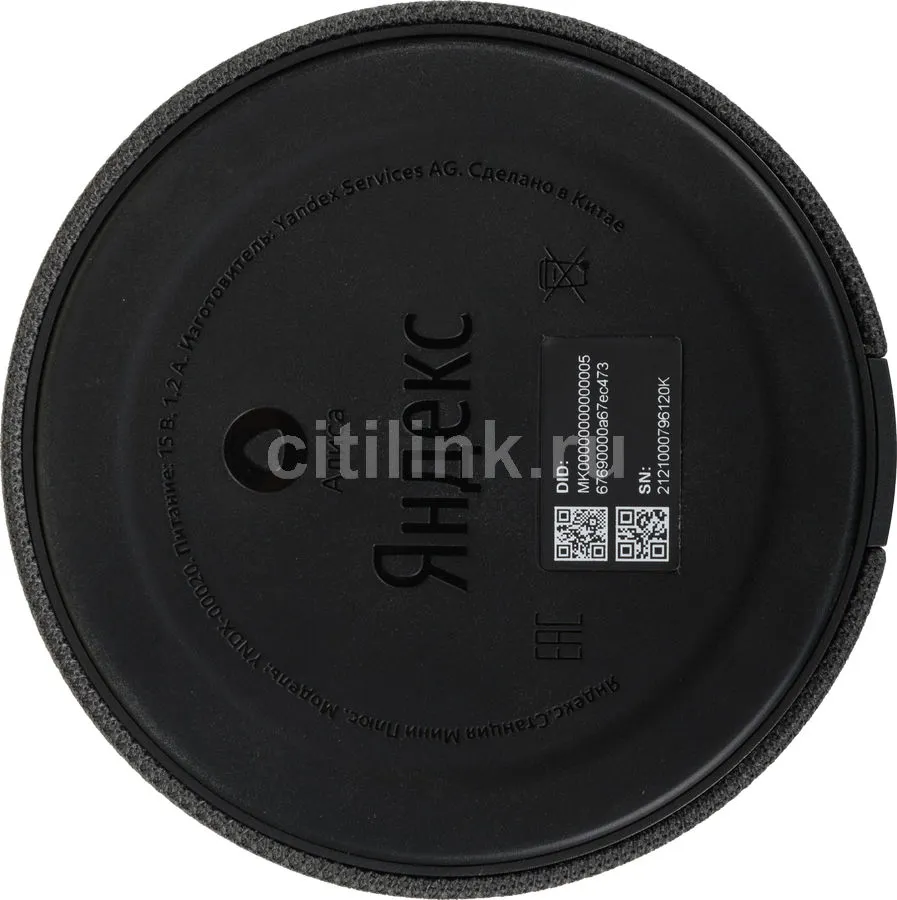 Яндекс.Станция Мини Плюс. Модель: YNDX-00020. Питание: 15 В, 1,2 А. Изготовитель: Yandex Services AG. Сделано в Китае
Алиса
Яндекс
DID:
MK00000000000005
67690000a67ec473
SN:
2121000796120K
EAC
citilink.ru